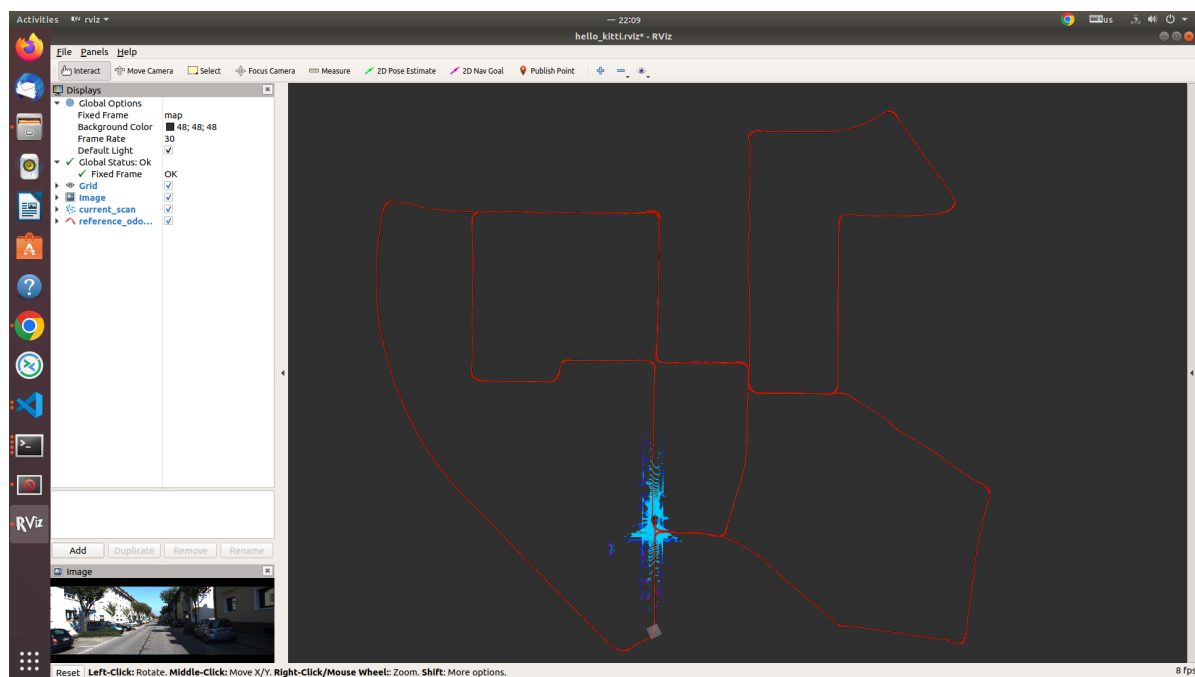 Activities rviz — 22:09 us
hello_kitti.rviz* - RViz
File Panels Help
Interact Move Camera Select Focus Camera Measure 2D Pose Estimate 2D Nav Goal Publish Point
Displays
Global Options
Fixed Frame map
Background Color 48; 48; 48
Frame Rate 30
Default Light
Global Status: Ok
Fixed Frame OK
Grid
Image
current_scan
reference_odo...
RViz
Add Duplicate Remove Rename
Image
Reset Left-Click: Rotate. Middle-Click: Move X/Y. Right-Click/Mouse Wheel:: Zoom. Shift: More options. 8 fps